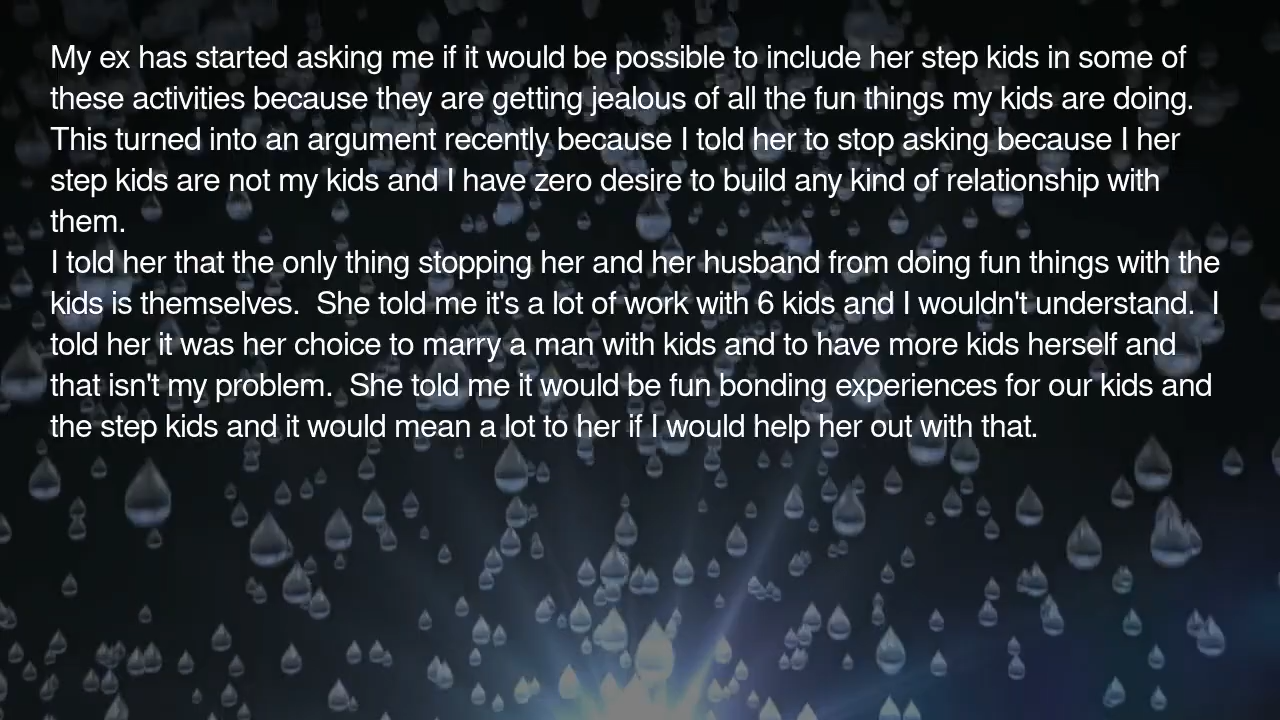 My ex has started asking me if it would be possible to include her step kids in some of
these activities because they are getting jealous of all the fun things my kids are doing.
This turned into an argument recently because I told her to stop asking because I her
step kids are not my kids and I have zero desire to build any kind of relationship with
them.
I told her that the only thing stopping her and her husband from doing fun things with the
kids is themselves.  She told me it's a lot of work with 6 kids and I wouldn't understand.  I
told her it was her choice to marry a man with kids and to have more kids herself and
that isn't my problem.  She told me it would be fun bonding experiences for our kids and
the step kids and it would mean a lot to her if I would help her out with that.